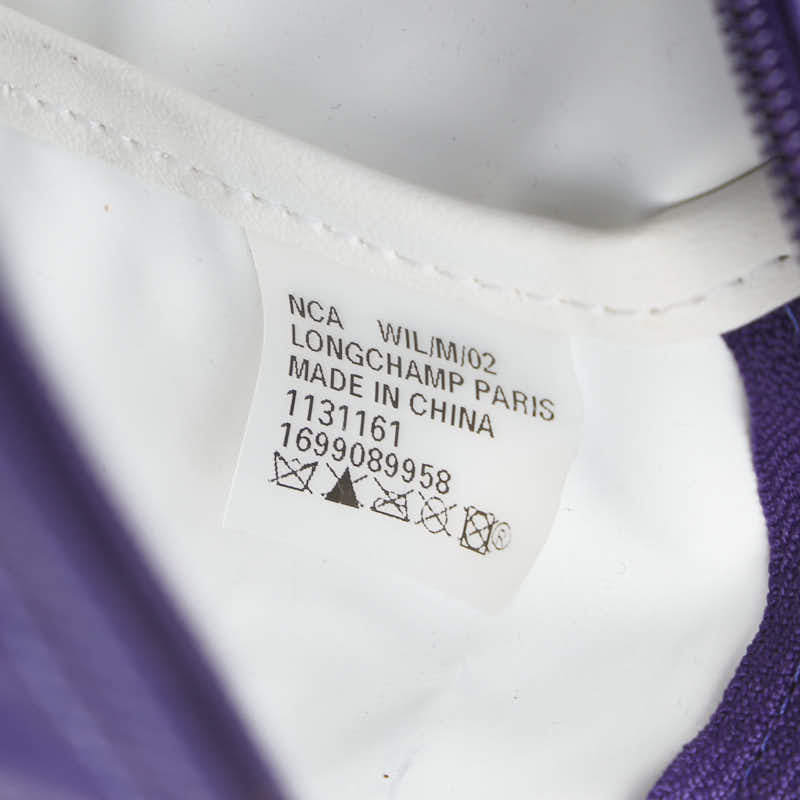 NCA WIL/M/02
LONGCHAMP PARIS
MADE IN CHINA
1131161
1699089958
®